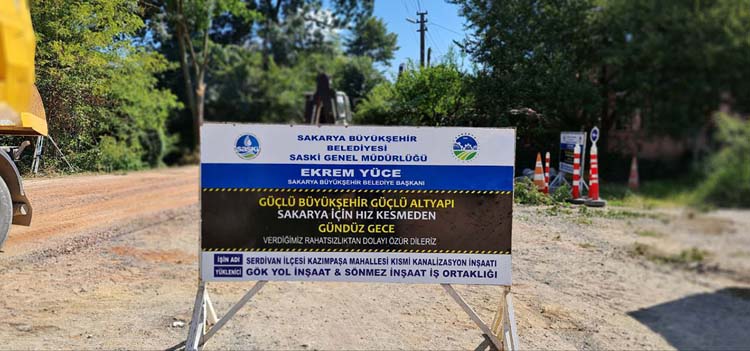 SAKARYA BÜYÜKŞEHİR
BELEDİYESİ
SASKİ GENEL MÜDÜRLÜĞÜ
saski
EKREM YÜCE
SAKARYA BÜYÜKŞEHİR BELEDİYE BAŞKANI
GÜÇLÜ BÜYÜKŞEHİR GÜÇLÜ ALTYAPI
SAKARYA İÇİN HIZ KESMEDEN
GÜNDÜZ GECE
VERDİĞİMİZ RAHATSIZLIKTAN DOLAYI ÖZÜR DİLERİZ
İŞİN ADI SERDİVAN İLÇESİ KAZIMPAŞA MAHALLESİ KISMİ KANALİZASYON İNŞAATI
YÜKLENİCİ GÖK YOL İNŞAAT & SÖNMEZ İNŞAAT İŞ ORTAKLIĞI